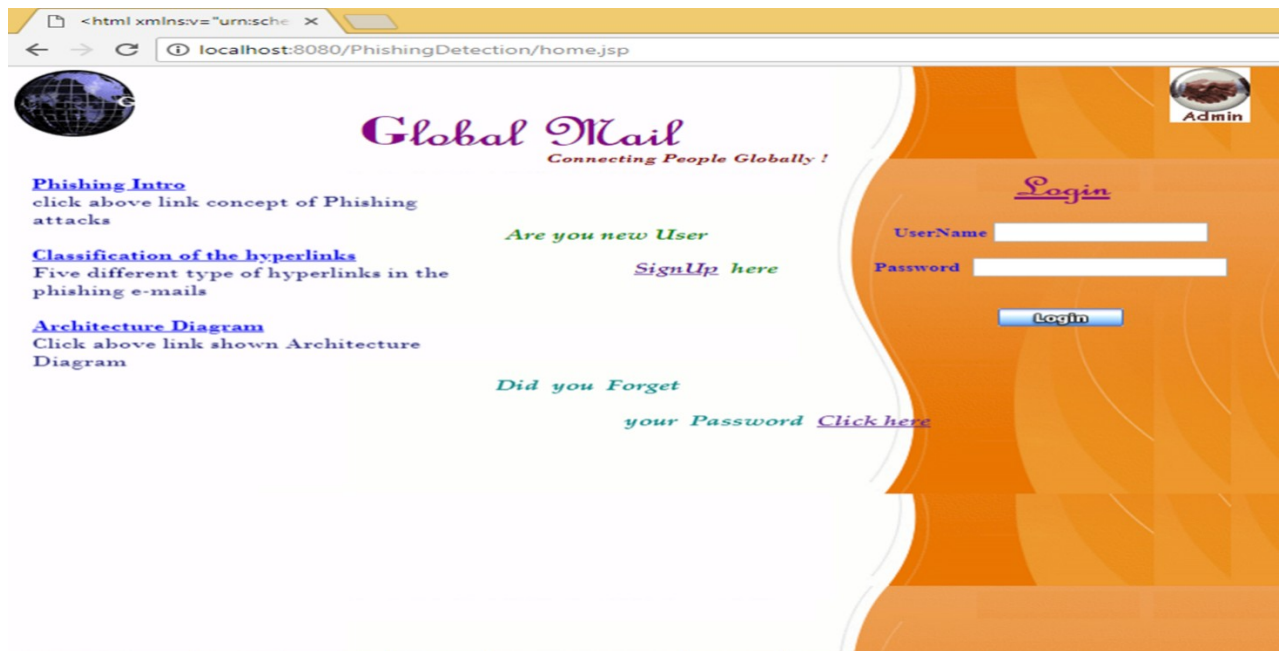 <html xmlns:v="urn:sche
localhost:8080/PhishingDetection/home.jsp
G
Admin
Global Mail
Connecting People Globally !
Phishing Intro
click above link concept of Phishing
attacks
Classification of the hyperlinks
Five different type of hyperlinks in the
phishing e-mails
Architecture Diagram
Click above link shown Architecture
Diagram
Are you new User
SignUp here
Did you Forget
your Password Click here
Login
UserName
Password
Login